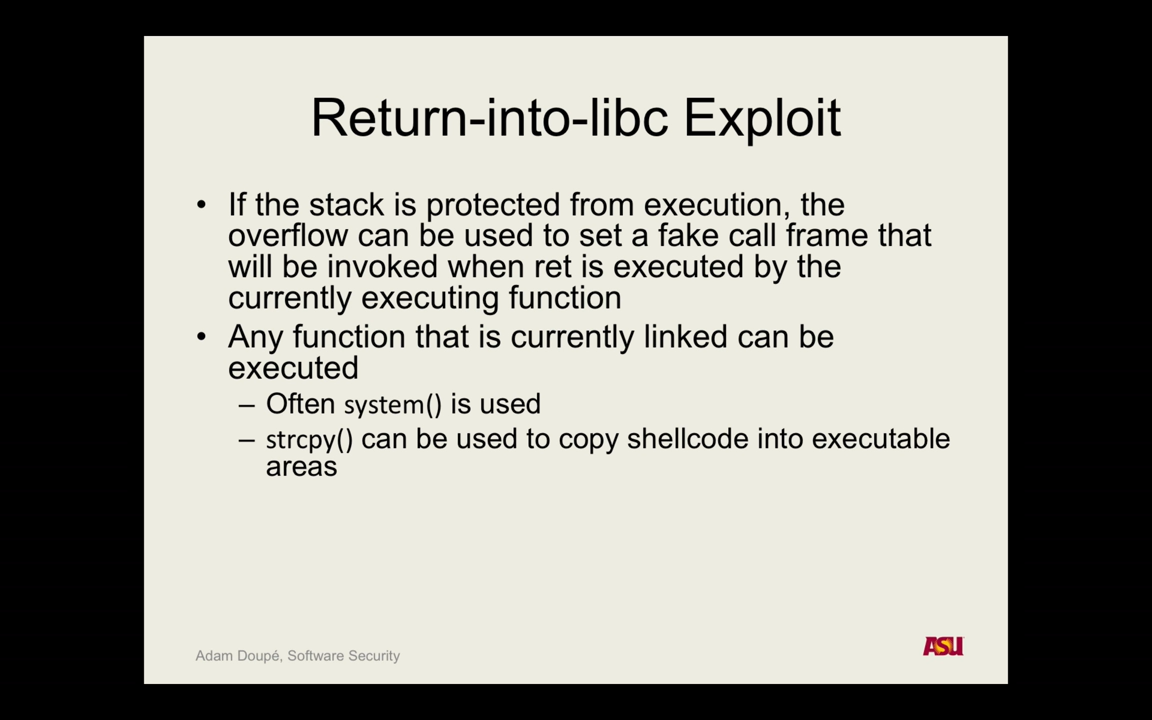 Return-into-libc Exploit
• If the stack is protected from execution, the
overflow can be used to set a fake call frame that
will be invoked when ret is executed by the
currently executing function
• Any function that is currently linked can be
executed
– Often system() is used
– strcpy() can be used to copy shellcode into executable
areas
Adam Doupé, Software Security
ASU